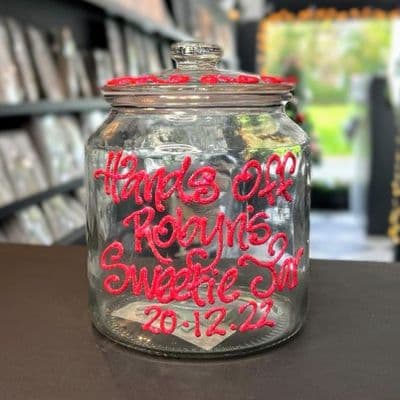 Hands Off
Robyn's
Sweetie Jar
20.12.22